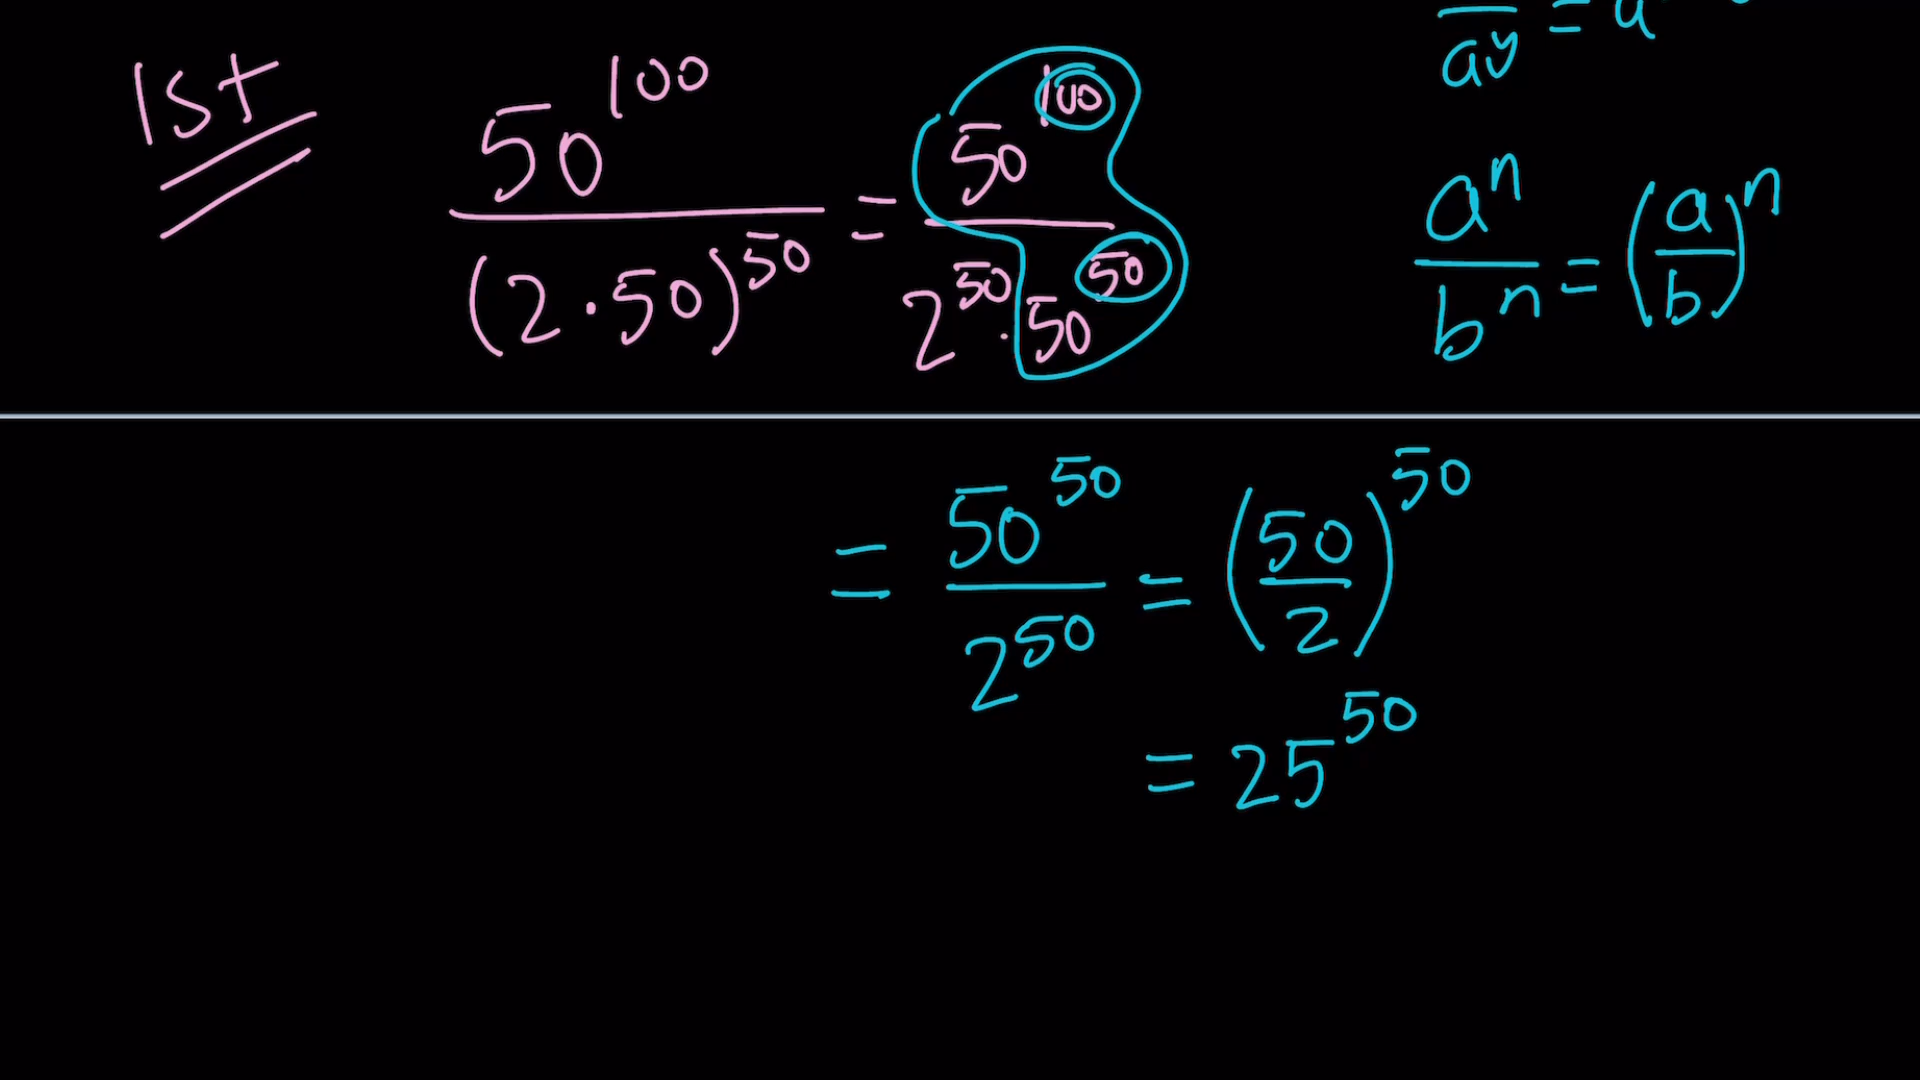 1st
50^100 / (2·50)^50 = 50^100 / 2^50·50^50
/ a^y = a
a^n / b^n = (a/b)^n
= 50^50 / 2^50 = (50/2)^50
= 25^50